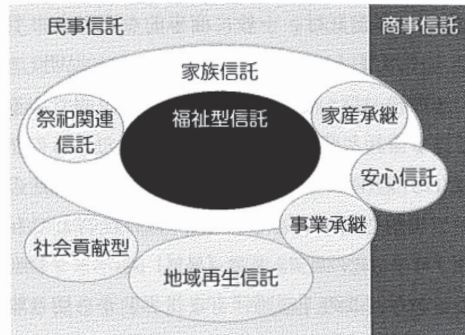 民事信託
商事信託
家族信託
祭祀関連
信託
福祉型信託
家産承継
安心信託
事業承継
社会貢献型
地域再生信託